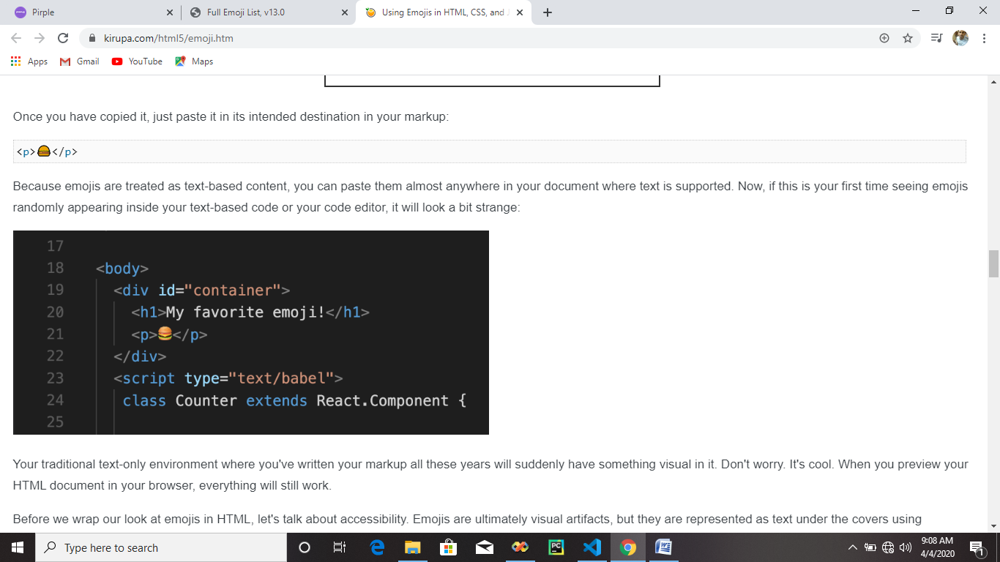 Pirple
Full Emoji List, v13.0
Using Emojis in HTML, CSS, and J
kirupa.com/html5/emoji.htm
Apps
Gmail
YouTube
Maps
Once you have copied it, just paste it in its intended destination in your markup:
<p>🍔</p>
Because emojis are treated as text-based content, you can paste them almost anywhere in your document where text is supported. Now, if this is your first time seeing emojis
randomly appearing inside your text-based code or your code editor, it will look a bit strange:
17
18 <body>
19 <div id="container">
20 <h1>My favorite emoji!</h1>
21 <p>🍔</p>
22 </div>
23 <script type="text/babel">
24 class Counter extends React.Component {
25
Your traditional text-only environment where you've written your markup all these years will suddenly have something visual in it. Don't worry. It's cool. When you preview your
HTML document in your browser, everything will still work.
Before we wrap our look at emojis in HTML, let's talk about accessibility. Emojis are ultimately visual artifacts, but they are represented as text under the covers using
Type here to search
PC
9:08 AM
4/4/2020
1